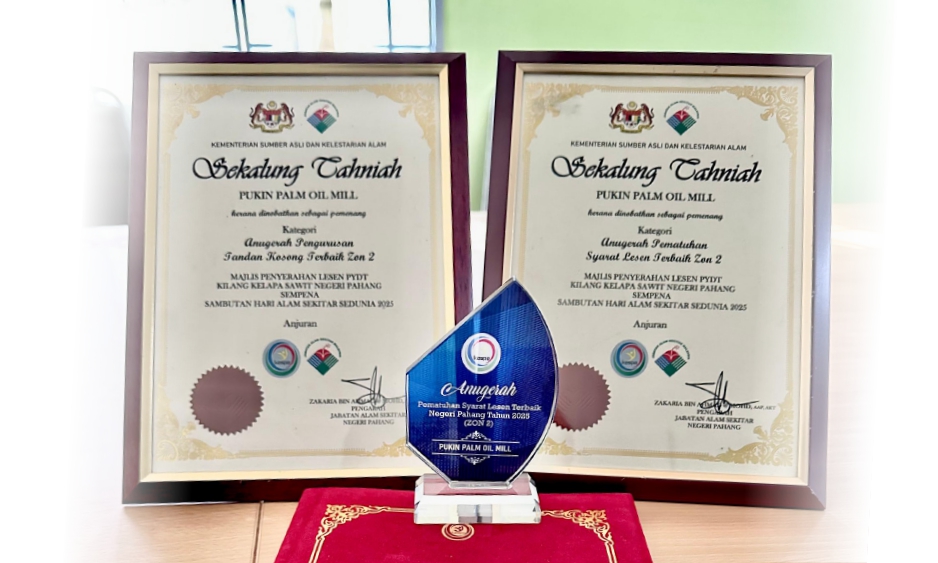 KEMENTERIAN SUMBER ASLI DAN KELESTARIAN ALAM
Sekalung Tahniah
PUKIN PALM OIL MILL
kerana dinobatkan sebagai pemenang
Kategori
Anugerah Pengurusan
Tandan Kosong Terbaik Zon 2
MAJLIS PENYERAHAN LESEN PYDT
KILANG KELAPA SAWIT NEGERI PAHANG
SEMPENA
SAMBUTAN HARI ALAM SEKITAR SEDUNIA 2025
Anjuran
ZAKARIA BIN
PENGARAH
JABATAN ALAM SEKITAR
NEGERI PAHANG
KEMENTERIAN SUMBER ASLI DAN KELESTARIAN ALAM
Sekalung Tahniah
PUKIN PALM OIL MILL
kerana dinobatkan sebagai pemenang
Kategori
Anugerah Pematuhan
Syarat Lesen Terbaik Zon 2
MAJLIS PENYERAHAN LESEN PYDT
KILANG KELAPA SAWIT NEGERI PAHANG
SEMPENA
SAMBUTAN HARI ALAM SEKITAR SEDUNIA 2025
Anjuran
ZAKARIA BIN
PENGARAH
JABATAN ALAM SEKITAR
NEGERI PAHANG
Anugerah
Pematuhan Syarat Lesen Terbaik
Negeri Pahang Tahun 2025
(ZON 2)
PUKIN PALM OIL MILL